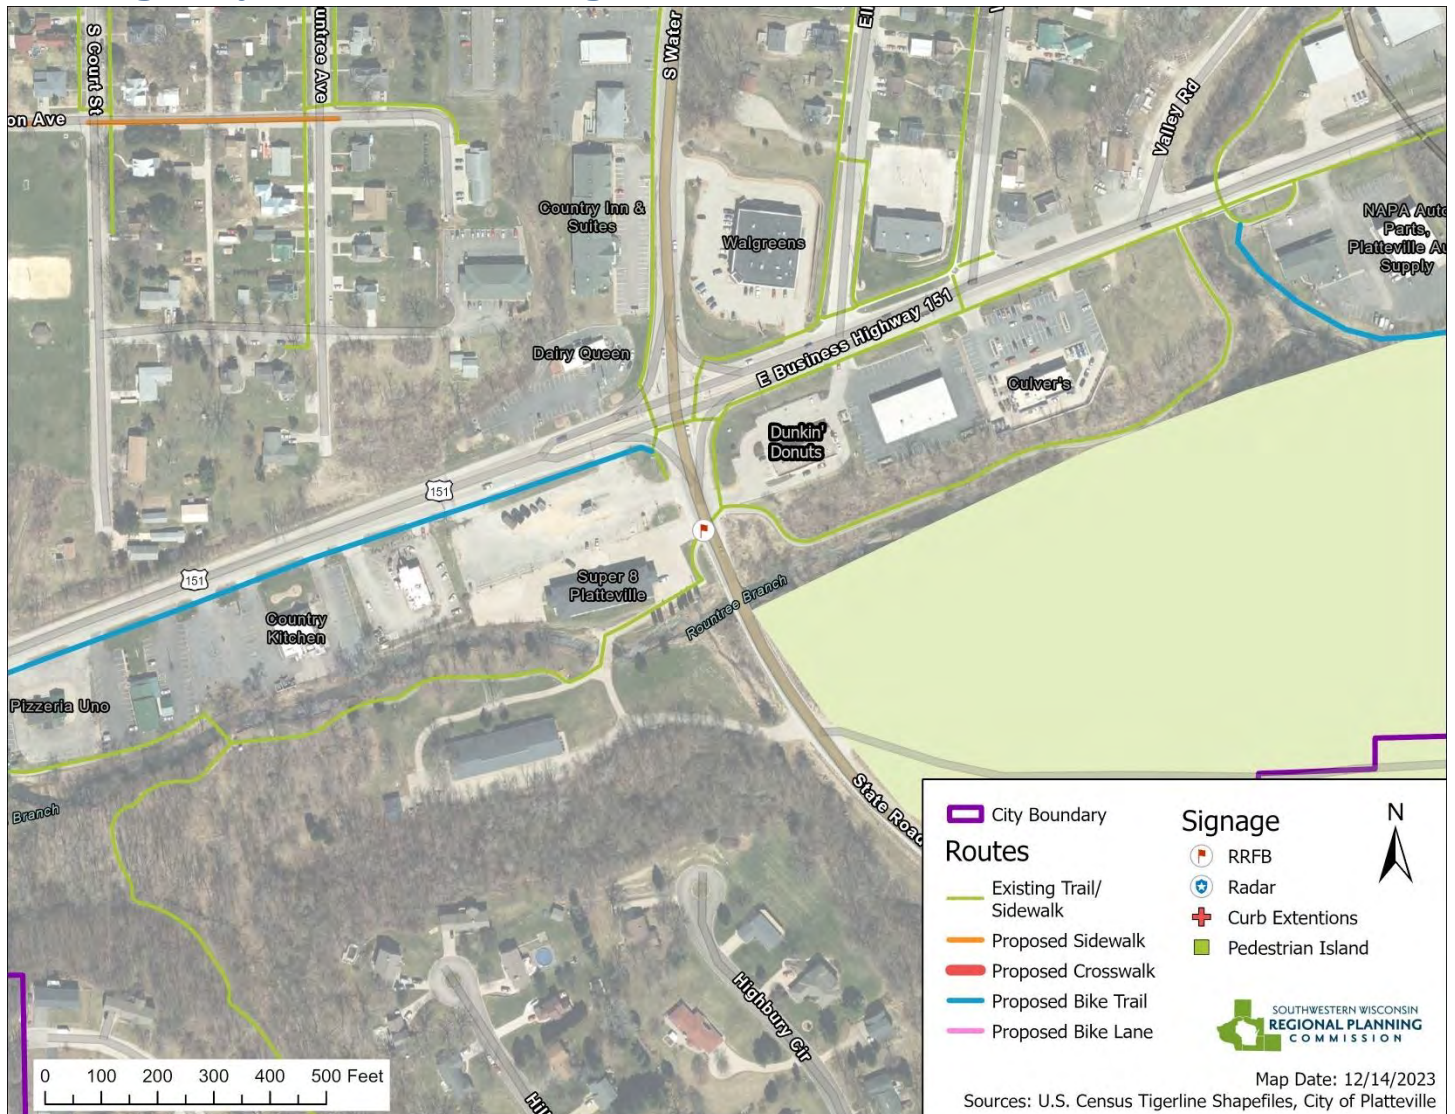 S Court St
untree Ave
S Water
El
Valley Rd
on Ave
Country Inn &
Suites
Walgreens
NAPA Auto
Parts,
Platteville Au
Supply
Dairy Queen
E Business Highway 151
Culver's
Dunkin'
Donuts
151
151
Super 8
Platteville
Rountree Branch
Country
Kitchen
Pizzeria Uno
Branch
State Road
Highbury Cir
Hil
City Boundary
Routes
Existing Trail/
Sidewalk
Proposed Sidewalk
Proposed Crosswalk
Proposed Bike Trail
Proposed Bike Lane
Signage
RRFB
Radar
Curb Extentions
Pedestrian Island
N
SOUTHWESTERN WISCONSIN
REGIONAL PLANNING
COMMISSION
0 100 200 300 400 500 Feet
Map Date: 12/14/2023
Sources: U.S. Census Tigerline Shapefiles, City of Platteville